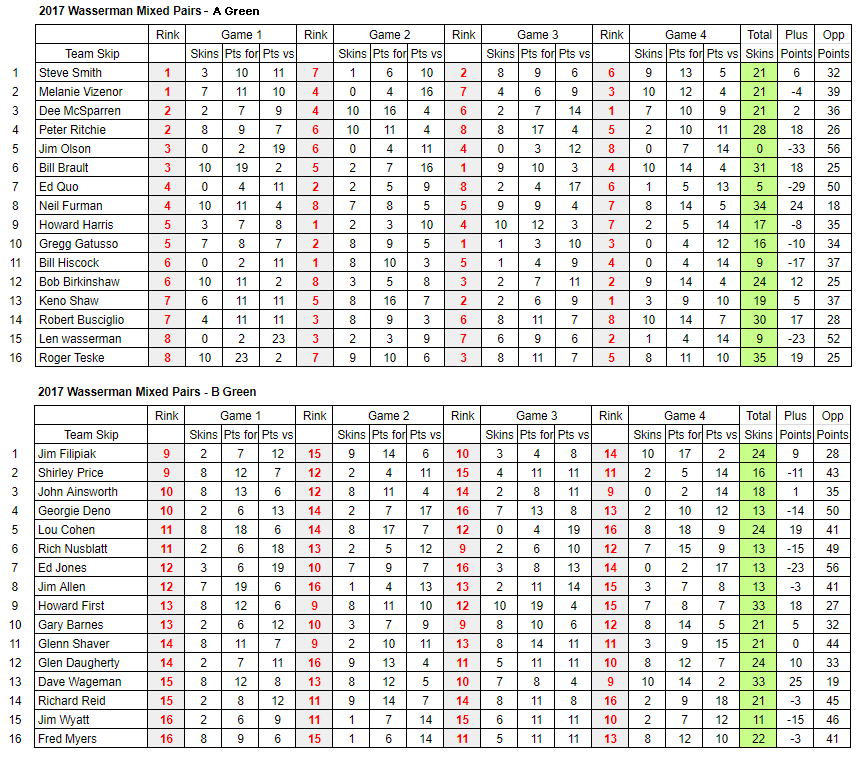 2017 Wasserman Mixed Pairs - A Green
Rink Game 1 Rink Game 2 Rink Game 3 Rink Game 4 Total Plus Opp
Team Skip Skins Pts for Pts vs Skins Pts for Pts vs Skins Pts for Pts vs Skins Pts for Pts vs Skins Points Points
1 Steve Smith 1 3 10 11 7 1 6 10 2 8 9 6 6 9 13 5 21 6 32
2 Melanie Vizenor 1 7 11 10 4 0 4 16 7 4 6 9 3 10 12 4 21 -4 39
3 Dee McSparren 2 2 7 9 4 10 16 4 6 2 7 14 1 7 10 9 21 2 36
4 Peter Ritchie 2 8 9 7 6 10 11 4 8 8 17 4 5 2 10 11 28 18 26
5 Jim Olson 3 0 2 19 6 0 4 11 4 0 3 12 8 0 7 14 0 -33 56
6 Bill Brault 3 10 19 2 5 2 7 16 1 9 10 3 4 10 14 4 31 18 25
7 Ed Quo 4 0 4 11 2 2 5 9 8 2 4 17 6 1 5 13 5 -29 50
8 Neil Furman 4 10 11 4 8 7 8 5 5 9 9 4 7 8 14 5 34 24 18
9 Howard Harris 5 3 7 8 1 2 3 10 4 10 12 3 7 2 5 14 17 -8 35
10 Gregg Gatusso 5 7 8 7 2 8 9 5 1 1 3 10 3 0 4 12 16 -10 34
11 Bill Hiscock 6 0 2 11 1 8 10 3 5 1 4 9 4 0 4 14 9 -17 37
12 Bob Birkinshaw 6 10 11 2 8 3 5 8 3 2 7 11 2 9 14 4 24 12 25
13 Keno Shaw 7 6 11 11 5 8 16 7 2 2 6 9 1 3 9 10 19 5 37
14 Robert Busciglio 7 4 11 11 3 8 9 3 6 8 11 7 8 10 14 7 30 17 28
15 Len wasserman 8 0 2 23 3 2 3 9 7 6 9 6 2 1 4 14 9 -23 52
16 Roger Teske 8 10 23 2 7 9 10 6 3 8 11 7 5 8 11 10 35 19 25
2017 Wasserman Mixed Pairs - B Green
Rink Game 1 Rink Game 2 Rink Game 3 Rink Game 4 Total Plus Opp
Team Skip Skins Pts for Pts vs Skins Pts for Pts vs Skins Pts for Pts vs Skins Pts for Pts vs Skins Points Points
1 Jim Filipiak 9 2 7 12 15 9 14 6 10 3 4 8 14 10 17 2 24 9 28
2 Shirley Price 9 8 12 7 12 2 4 11 15 4 11 11 11 2 5 14 16 -11 43
3 John Ainsworth 10 8 13 6 12 8 11 4 14 2 8 11 9 0 2 14 18 1 35
4 Georgie Deno 10 2 6 13 14 2 7 17 16 7 13 8 13 2 10 12 13 -14 50
5 Lou Cohen 11 8 18 6 14 8 17 7 12 0 4 19 16 8 18 9 24 19 41
6 Rich Nusblatt 11 2 6 18 13 2 5 12 9 2 6 10 12 7 15 9 13 -15 49
7 Ed Jones 12 3 6 19 10 7 9 7 16 3 8 13 14 0 2 17 13 -23 56
8 Jim Allen 12 7 19 6 16 1 4 13 13 2 11 14 15 3 7 8 13 -3 41
9 Howard First 13 8 12 6 9 8 11 10 12 10 19 4 15 7 8 7 33 18 27
10 Gary Barnes 13 2 6 12 10 3 7 9 9 8 10 6 12 8 14 5 21 5 32
11 Glenn Shaver 14 8 11 7 9 2 10 11 13 8 14 11 11 3 9 15 21 0 44
12 Glen Daugherty 14 2 7 11 16 9 13 4 11 5 11 11 10 8 12 7 24 10 33
13 Dave Wageman 15 8 12 8 13 8 12 5 10 7 8 4 9 10 14 2 33 25 19
14 Richard Reid 15 2 8 12 11 9 14 7 14 8 11 8 16 2 9 18 21 -3 45
15 Jim Wyatt 16 2 6 9 11 1 7 14 15 6 11 11 10 2 7 12 11 -15 46
16 Fred Myers 16 8 9 6 15 1 6 14 11 5 11 11 13 8 12 10 22 -3 41